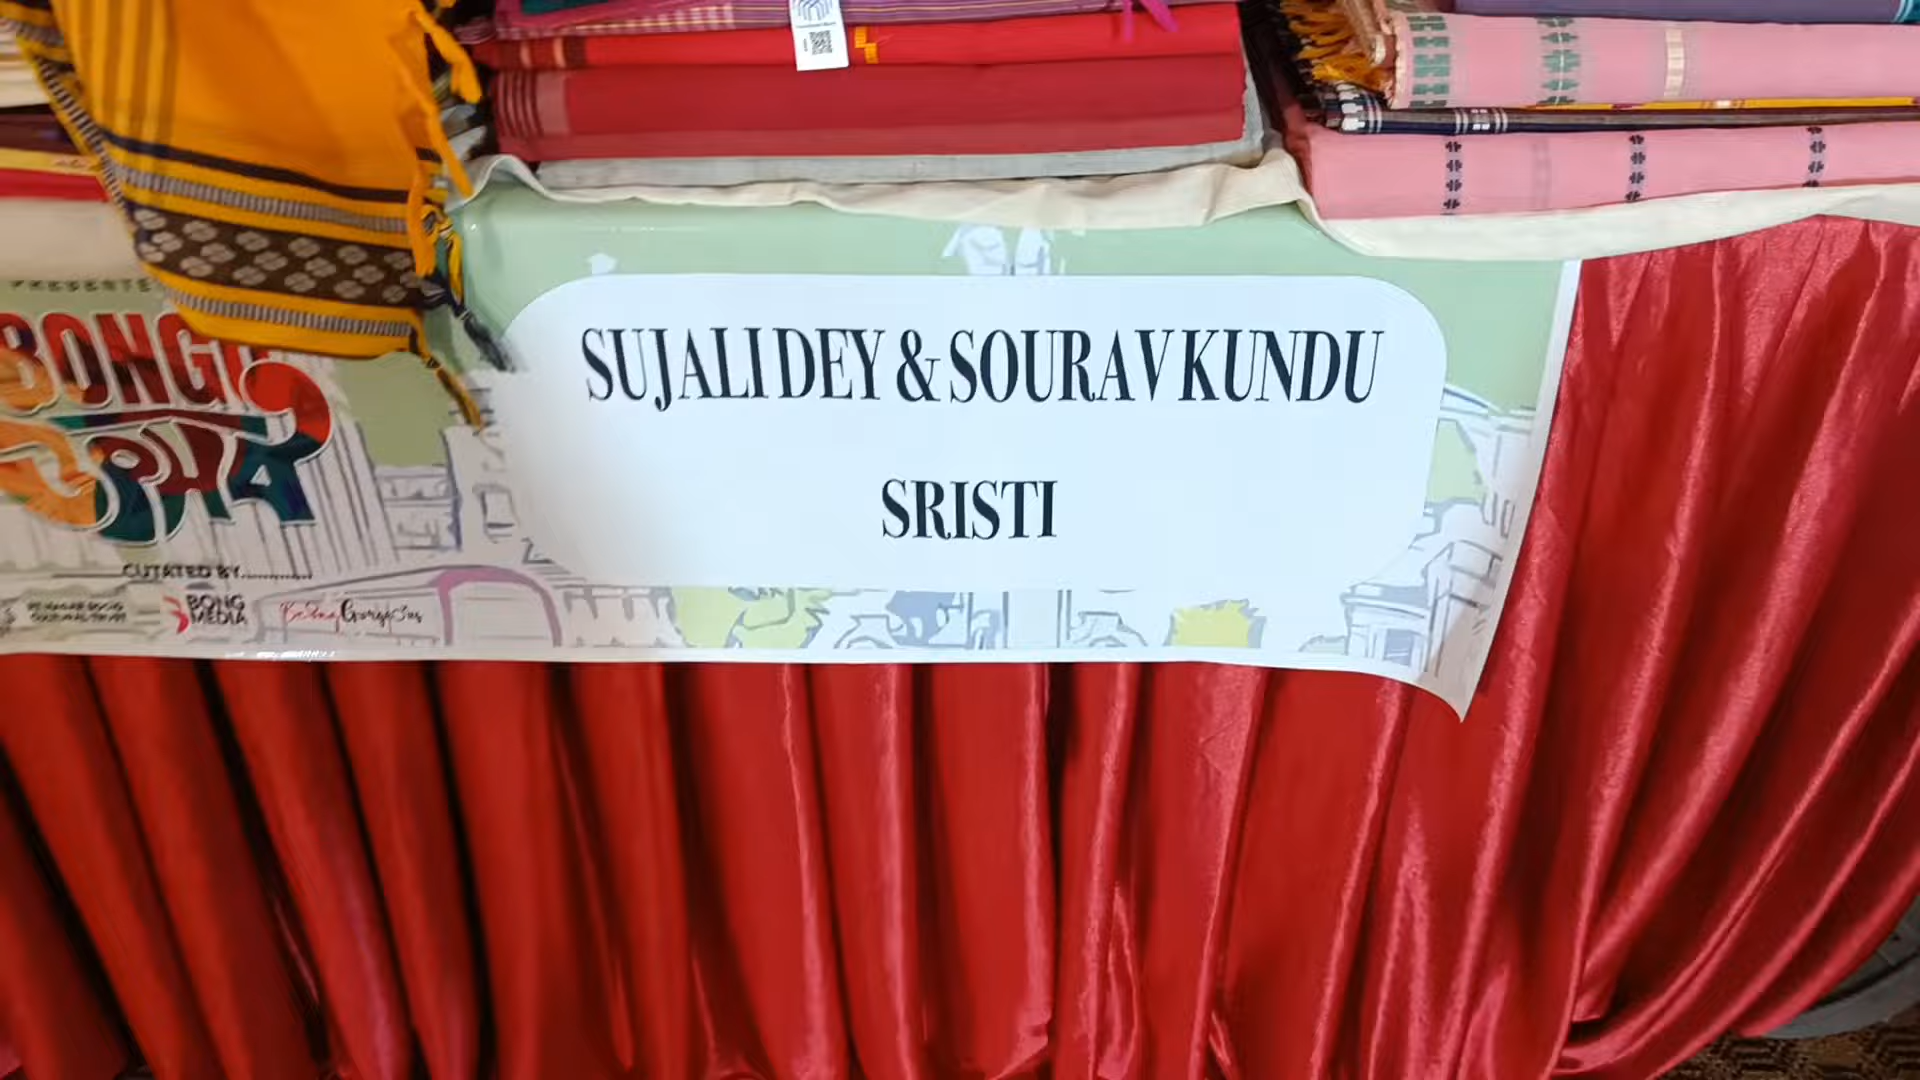 SUJALI DEY & SOURAV KUNDU
SRISTI
BONG
CUTATED BY
BONG
MEDIA